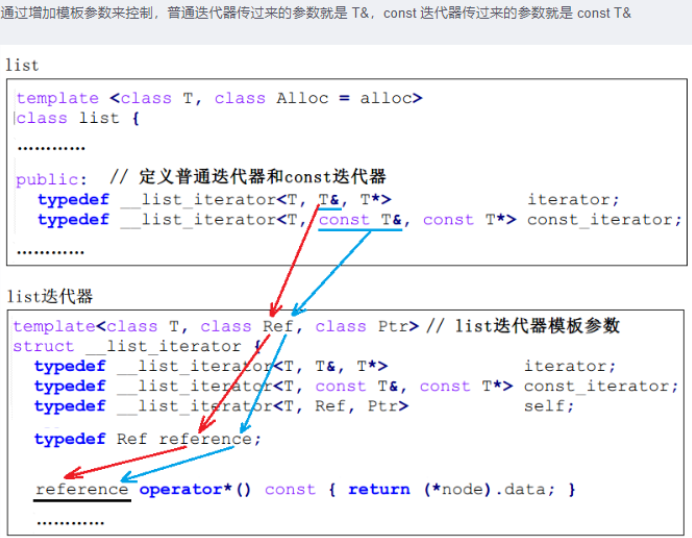 通过增加模板参数来控制，普通迭代器传过来的参数就是 T&，const 迭代器传过来的参数就是 const T&
list
template <class T, class Alloc = alloc>
class list {
…………
public:  // 定义普通迭代器和const迭代器
typedef __list_iterator<T, T&, T*> iterator;
typedef __list_iterator<T, const T&, const T*> const_iterator;
…………
list迭代器
template<class T, class Ref, class Ptr> // list迭代器模板参数
struct __list_iterator {
typedef __list_iterator<T, T&, T*> iterator;
typedef __list_iterator<T, const T&, const T*> const_iterator;
typedef __list_iterator<T, Ref, Ptr> self;
typedef Ref reference;
reference operator*() const { return (*node).data; }
…………